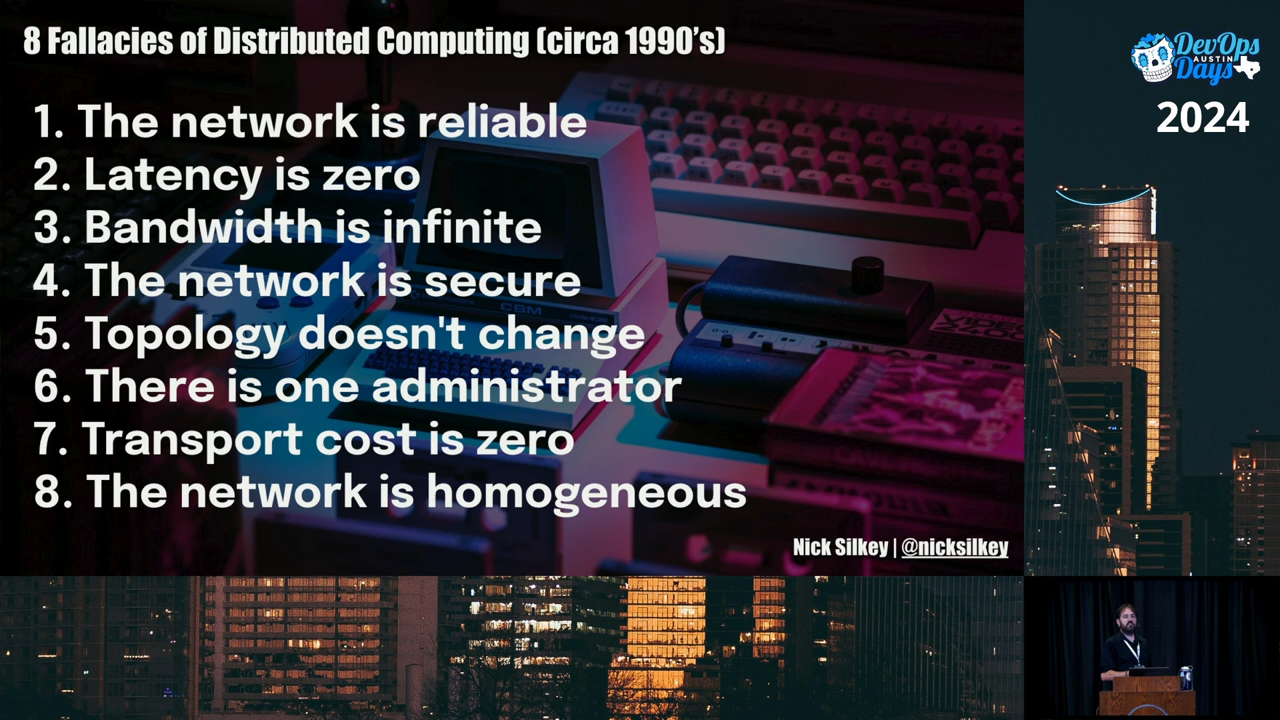 8 Fallacies of Distributed Computing (circa 1990's)
1. The network is reliable
2. Latency is zero
3. Bandwidth is infinite
4. The network is secure
5. Topology doesn't change
6. There is one administrator
7. Transport cost is zero
8. The network is homogeneous
Nick Silkey | @nicksilkey
DevOps
AUSTIN
Days
2024
CBM